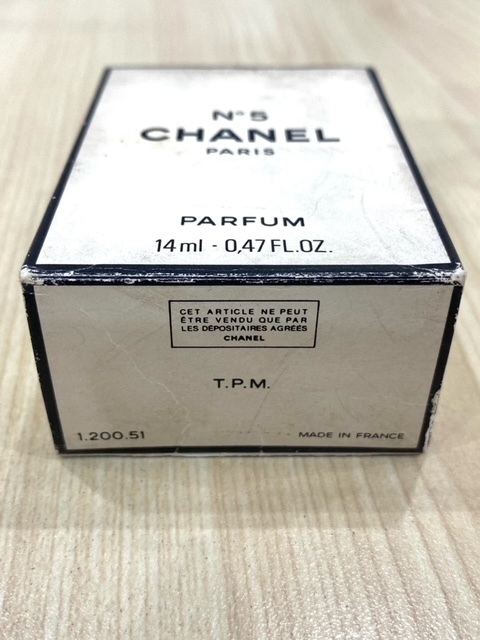 N°5
CHANEL
PARIS
PARFUM
14 ml - 0,47 FL.OZ.
CET ARTICLE NE PEUT
ÊTRE VENDU QUE PAR
LES DÉPOSITAIRES AGRÉÉS
CHANEL
T.P.M.
1.200.51
MADE IN FRANCE